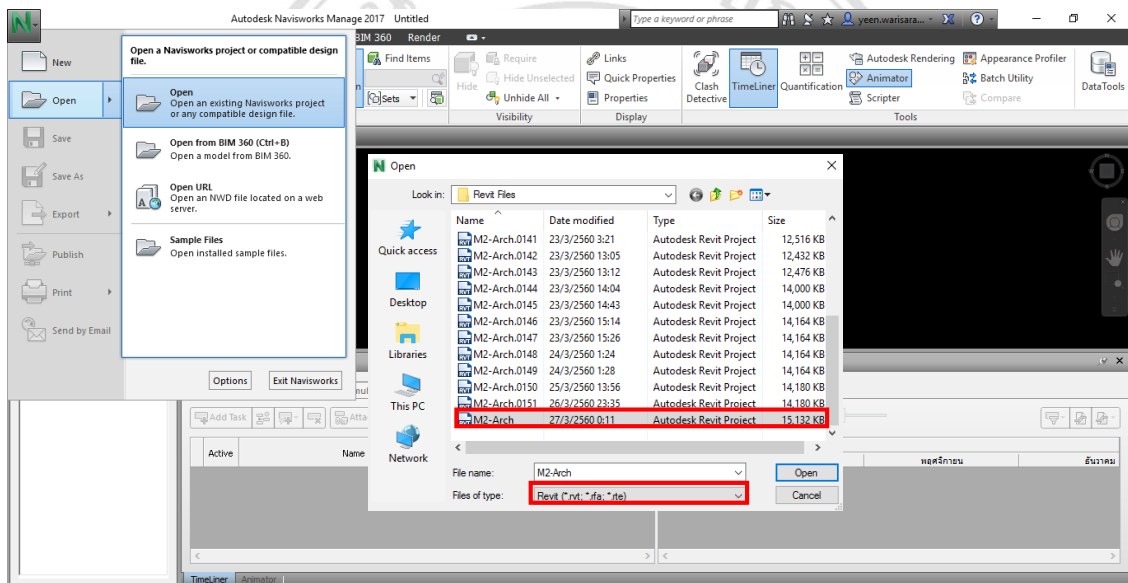 Autodesk Navisworks Manage 2017 Untitled
Type a keyword or phrase
yeen.warisara...
BIM 360 Render
New
Open
Save
Save As
Export
Publish
Print
Send by Email
Open a Navisworks project or compatible design
file.
Open
Open an existing Navisworks project
or any compatible design file.
Open from BIM 360 (Ctrl+B)
Open a model from BIM 360.
Open URL
Open an NWD file located on a web
server.
Sample Files
Open installed sample files.
Options Exit Navisworks
Find Items
Sets
Hide
Require
Hide Unselected
Unhide All
Visibility
Links
Quick Properties
Properties
Display
Clash
Detective
TimeLiner
Quantification
Autodesk Rendering
Animator
Scripter
Appearance Profiler
Batch Utility
Compare
DataTools
Tools
Open
Look in: Revit Files
Quick access
Desktop
Libraries
This PC
Network
Name Date modified Type Size
M2-Arch.0141 23/3/2560 3:21 Autodesk Revit Project 12,516 KB
M2-Arch.0142 23/3/2560 13:05 Autodesk Revit Project 12,432 KB
M2-Arch.0143 23/3/2560 13:12 Autodesk Revit Project 12,476 KB
M2-Arch.0144 23/3/2560 14:04 Autodesk Revit Project 14,000 KB
M2-Arch.0145 23/3/2560 14:43 Autodesk Revit Project 14,000 KB
M2-Arch.0146 23/3/2560 15:14 Autodesk Revit Project 14,164 KB
M2-Arch.0147 23/3/2560 15:26 Autodesk Revit Project 14,164 KB
M2-Arch.0148 24/3/2560 1:24 Autodesk Revit Project 14,164 KB
M2-Arch.0149 24/3/2560 1:28 Autodesk Revit Project 14,164 KB
M2-Arch.0150 25/3/2560 13:56 Autodesk Revit Project 14,180 KB
M2-Arch.0151 26/3/2560 23:35 Autodesk Revit Project 14,180 KB
M2-Arch 27/3/2560 0:11 Autodesk Revit Project 15,132 KB
File name: M2-Arch Open
Files of type: Revit (*.rvt; *.rfa; *.rte) Cancel
Add Task
Atta
Active Name
พฤศจิกายน ธันวาคม
TimeLiner Animator